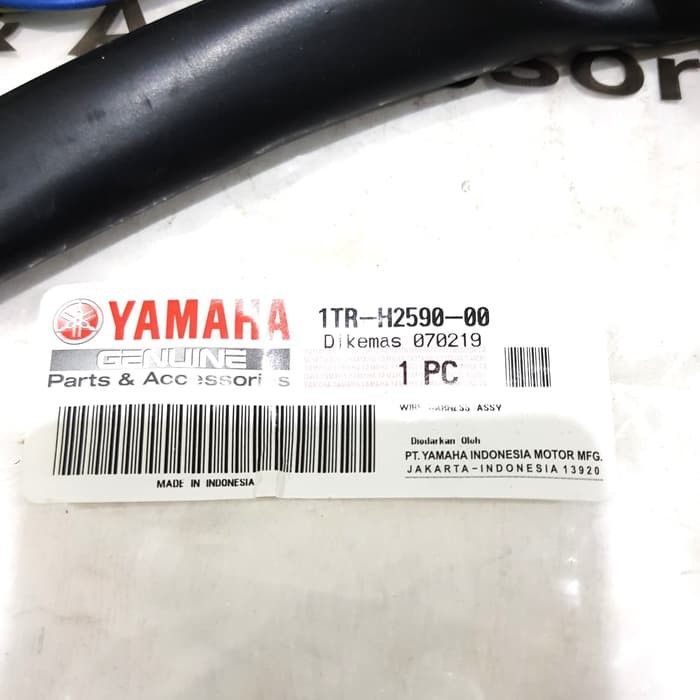 & A
ssor
YAMAHA
GENUINE
Parts & Accessories
1TR-H2590-00
Dikemas 070219
1 PC
WIRE HARNESS ASSY
Diedarkan Oleh
PT. YAMAHA INDONESIA MOTOR MFG.
JAKARTA-INDONESIA 13920
MADE IN INDONESIA